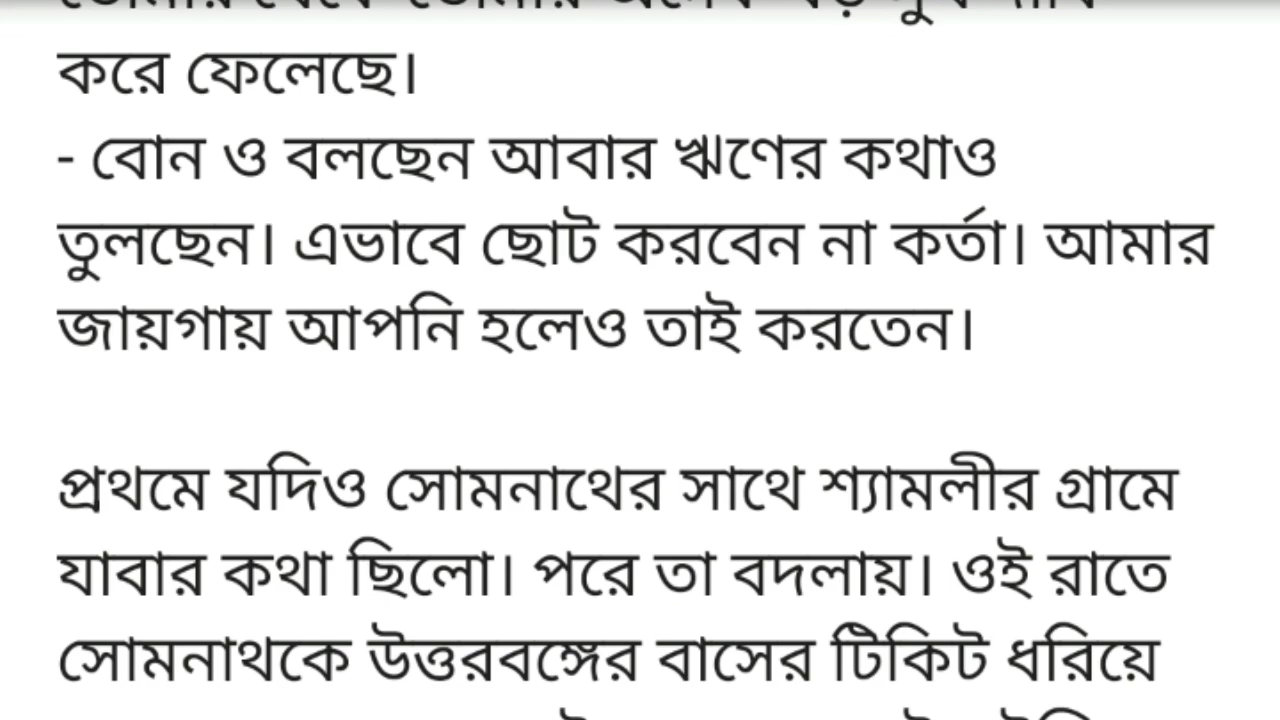 করে ফেলেছে।
- বোন ও বলছেন আবার ঋণের কথাও
তুলছেন। এভাবে ছোট করবেন না কর্তা। আমার
জায়গায় আপনি হলেও তাই করতেন।
প্রথমে যদিও সোমনাথের সাথে শ্যামলীর গ্রামে
যাবার কথা ছিলো। পরে তা বদলায়। ওই রাতে
সোমনাথকে উত্তরবঙ্গের বাসের টিকিট ধরিয়ে